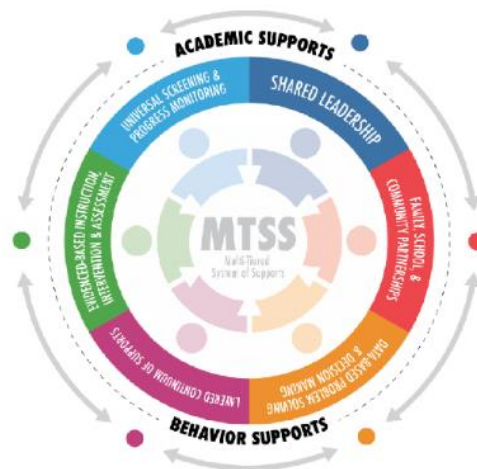 ACADEMIC SUPPORTS
UNIVERSAL SCREENING &
PROGRESS MONITORING
SHARED LEADERSHIP
FAMILY, SCHOOL, &
COMMUNITY PARTNERSHIPS
DATA-BASED PROBLEM SOLVING
& DECISION MAKING
LAYERED CONTINUUM OF SUPPORTS
EVIDENCED-BASED INSTRUCTION,
INTERVENTION & ASSESSMENT
MTSS
Multi-Tiered
System of Supports
BEHAVIOR SUPPORTS